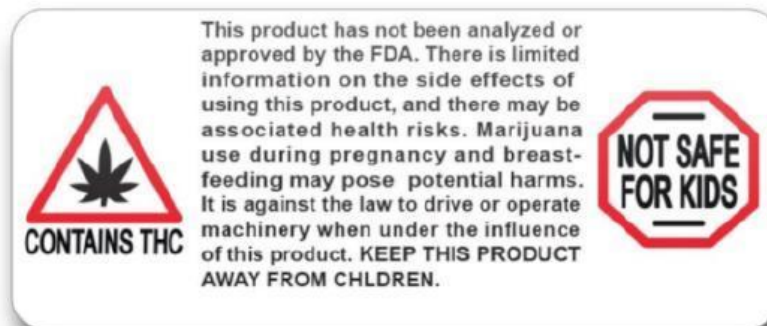 This product has not been analyzed or
approved by the FDA. There is limited
information on the side effects of
using this product, and there may be
associated health risks. Marijuana
use during pregnancy and breast-
feeding may pose potential harms.
It is against the law to drive or operate
machinery when under the influence
of this product. KEEP THIS PRODUCT
AWAY FROM CHLDREN.
CONTAINS THC
NOT SAFE
FOR KIDS